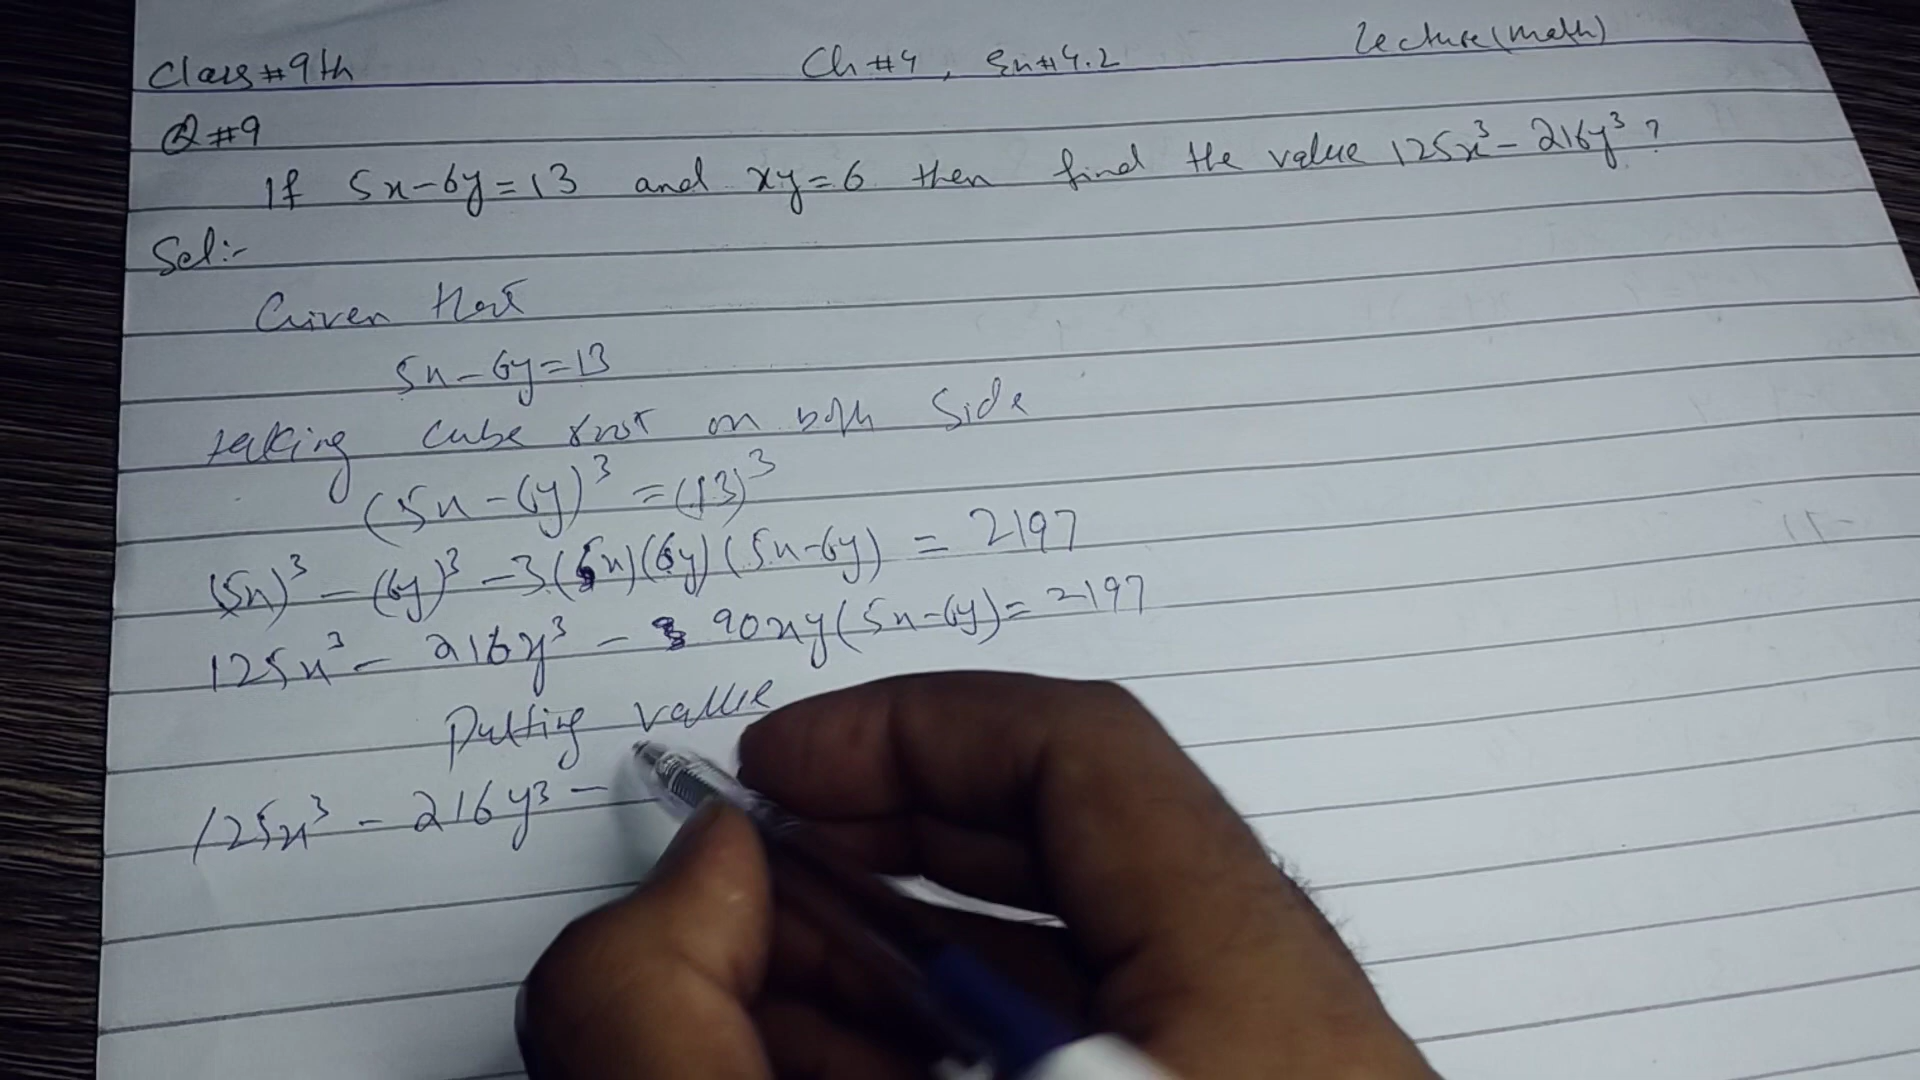 Class #9th Ch #4, Ex#4.2 Lecture (math)
Q #9
If 5x-6y=13 and xy=6 then find the value 125x³-216y³?
Sol:-
Given that
5x-6y=13
taking cube root on both side
(5x-6y)³=(13)³
(5x)³-(6y)³-3(5x)(6y)(5x-6y) = 2197
125x³-216y³- 90xy(5x-6y)=2197
Putting value
125x³-216y³-